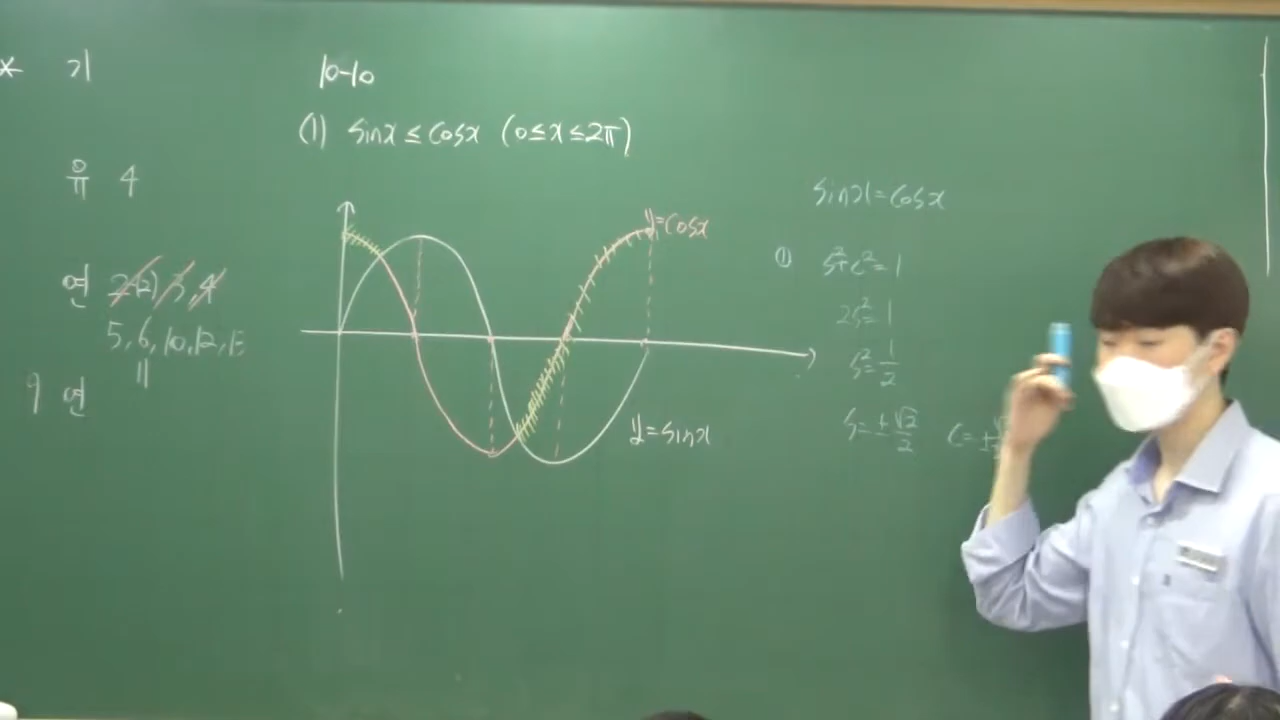 * 기
유 4
연 2(2) 3, 4
5, 6, 10, 12, 15
11
9 연
10-10
(1) sinx ≤ cosx (0≤x≤2π)
y=cosx
y=sinx
sinx=cosx
① s²+c²=1
2s²=1
s²=1/2
s=±√2/2 c=±